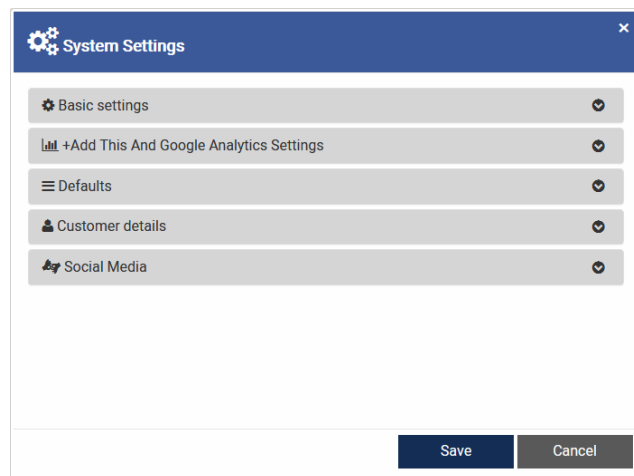 System Settings
Basic settings
+Add This And Google Analytics Settings
Defaults
Customer details
Social Media
Save Cancel